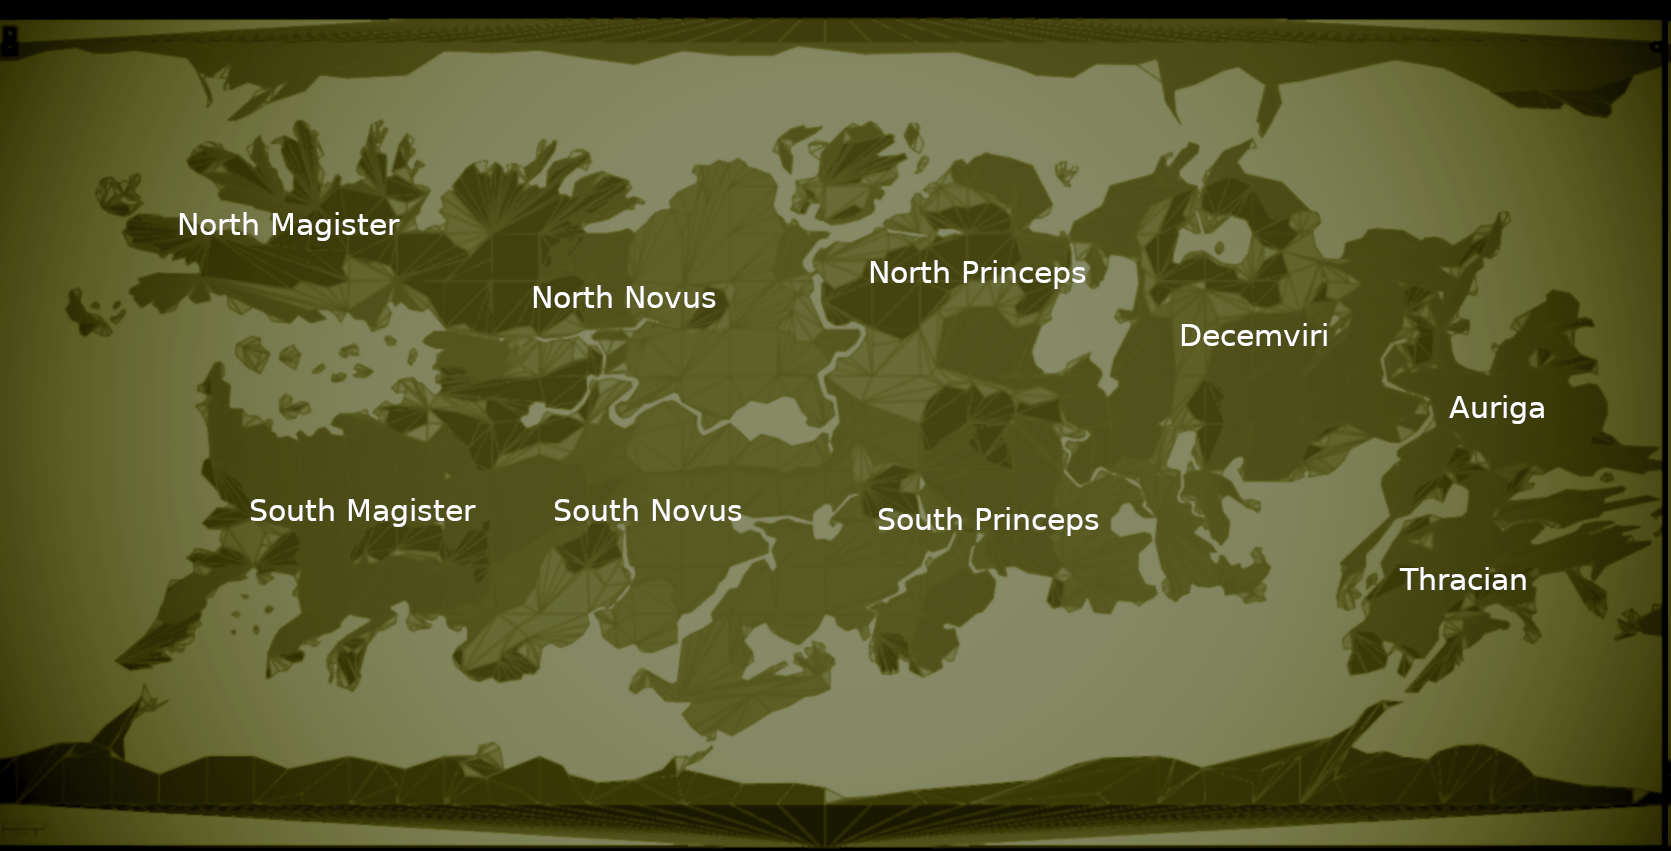 North Magister
North Novus
North Princeps
Decemviri
Auriga
South Magister
South Novus
South Princeps
Thracian